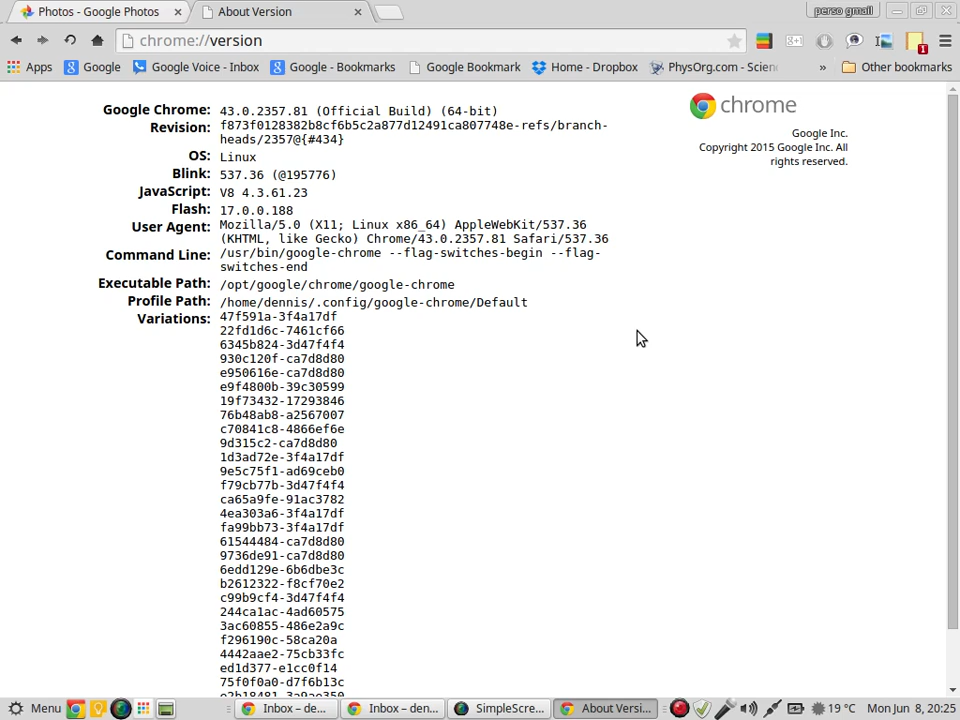 Photos - Google Photos
About Version
perso gmail
chrome://version
Apps
Google
Google Voice - Inbox
Google - Bookmarks
Google Bookmark
Home - Dropbox
PhysOrg.com - Scien
»
Other bookmarks
1
chrome
Google Inc.
Copyright 2015 Google Inc. All
rights reserved.
Google Chrome: 43.0.2357.81 (Official Build) (64-bit)
Revision: f873f0128382b8cf6b5c2a877d12491ca807748e-refs/branch-
heads/2357@{#434}
OS: Linux
Blink: 537.36 (@195776)
JavaScript: V8 4.3.61.23
Flash: 17.0.0.188
User Agent: Mozilla/5.0 (X11; Linux x86_64) AppleWebKit/537.36
(KHTML, like Gecko) Chrome/43.0.2357.81 Safari/537.36
Command Line: /usr/bin/google-chrome --flag-switches-begin --flag-
switches-end
Executable Path: /opt/google/chrome/google-chrome
Profile Path: /home/dennis/.config/google-chrome/Default
Variations: 47f591a-3f4a17df
22fd1d6c-7461cf66
6345b824-3d47f4f4
930c120f-ca7d8d80
e950616e-ca7d8d80
e9f4800b-39c30599
19f73432-17293846
76b48ab8-a2567007
c70841c8-4866ef6e
9d315c2-ca7d8d80
1d3ad72e-3f4a17df
9e5c75f1-ad69ceb0
f79cb77b-3d47f4f4
ca65a9fe-91ac3782
4ea303a6-3f4a17df
fa99bb73-3f4a17df
61544484-ca7d8d80
9736de91-ca7d8d80
6edd129e-6b6dbe3c
b2612322-f8cf70e2
c99b9cf4-3d47f4f4
244ca1ac-4ad60575
3ac60855-486e2a9c
f296190c-58ca20a
4442aae2-75cb33fc
ed1d377-e1cc0f14
75f0f0a0-d7f6b13c
Menu
Inbox – de...
Inbox – den...
SimpleScre...
About Versi...
19 °C
Mon Jun 8, 20:25